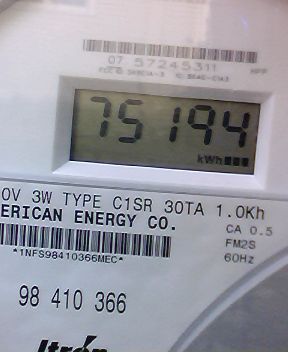 07 57245311
75194
kWh
0V 3W TYPE C1SR 30TA 1.0Kh
ERICAN ENERGY CO.
CA 0.5
FM2S
60Hz
*1NFS98410366MEC*
98 410 366
Itrón